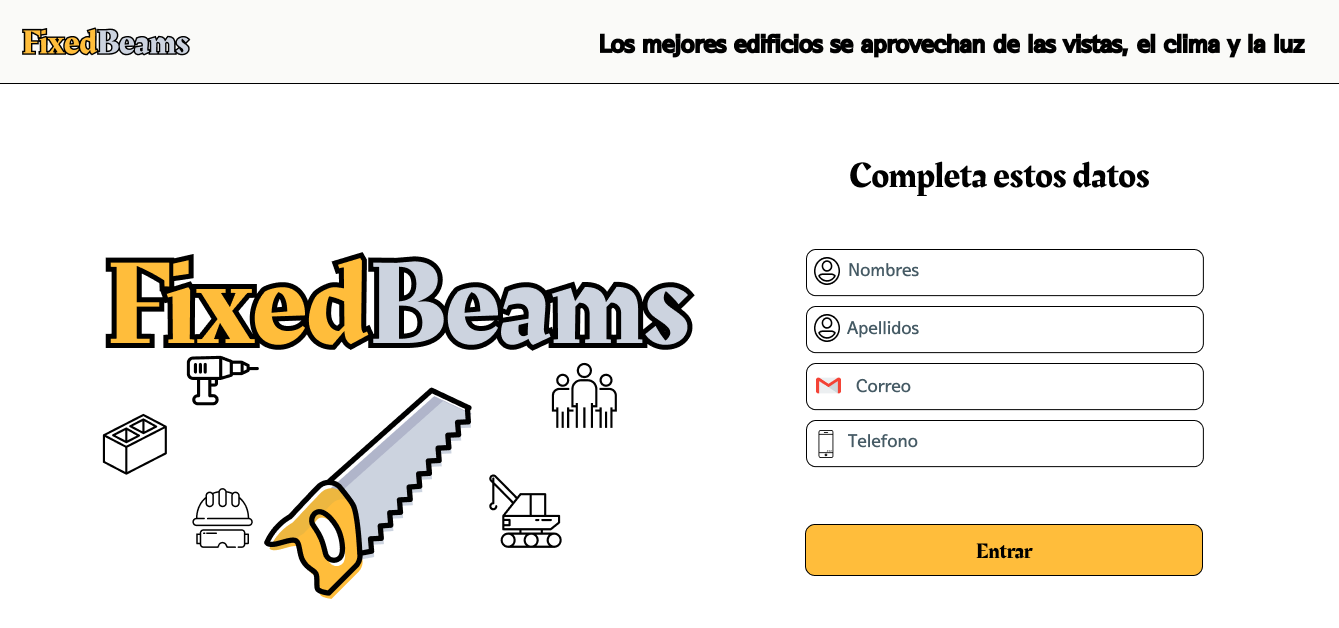 FixedBeams
Los mejores edificios se aprovechan de las vistas, el clima y la luz
Completa estos datos
FixedBeams
Nombres
Apellidos
Correo
Telefono
Entrar